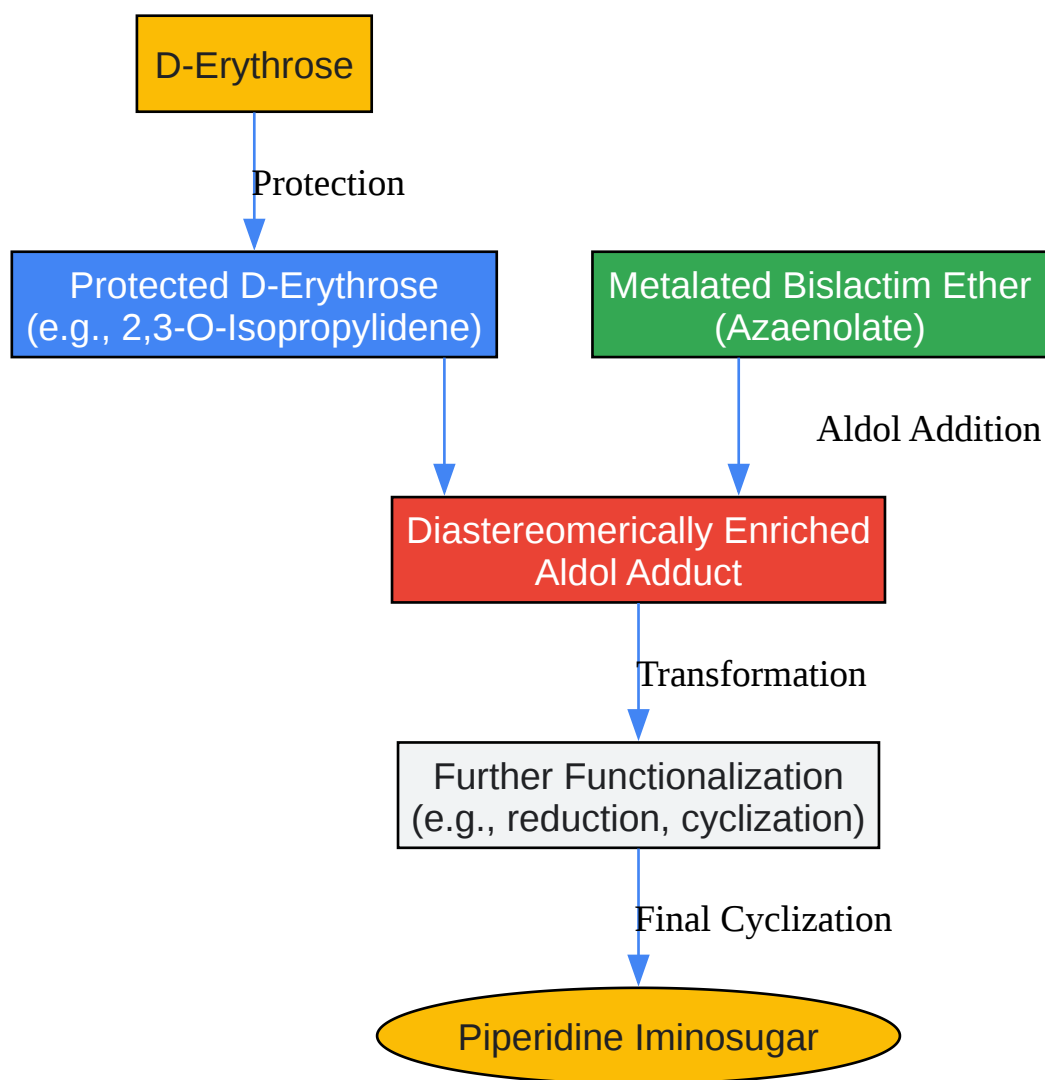 D-Erythrose
Protection
Protected D-Erythrose
(e.g., 2,3-O-Isopropylidene)
Metalated Bislactim Ether
(Azaenolate)
Aldol Addition
Diastereomerically Enriched
Aldol Adduct
Transformation
Further Functionalization
(e.g., reduction, cyclization)
Final Cyclization
Piperidine Iminosugar